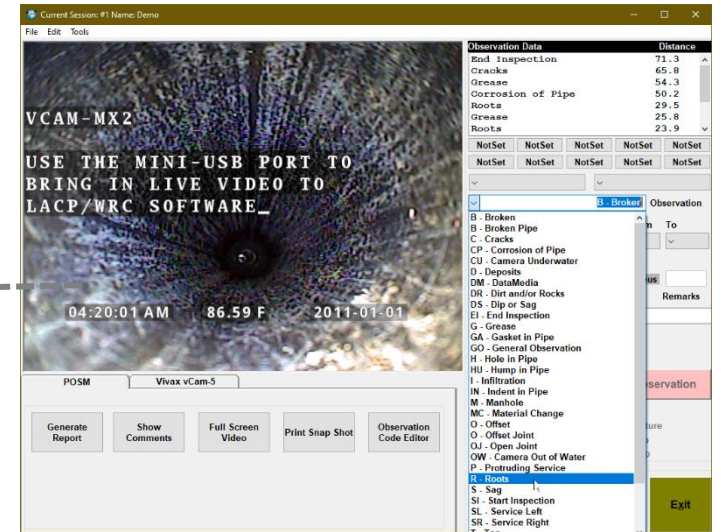 Current Session: #1 Name: Demo
File Edit Tools
VCAM-MX2
USE THE MINI-USB PORT TO
BRING IN LIVE VIDEO TO
LACP/WRC SOFTWARE_
04:20:01 AM 86.59 F 2011-01-01
Observation Data Distance
End Inspection 71.3
Cracks 65.8
Grease 54.3
Corrosion of Pipe 50.2
Roots 29.5
Grease 25.8
Roots 23.9
NotSet NotSet NotSet NotSet NotSet
NotSet NotSet NotSet NotSet NotSet
B - Broken Observation
To
Remarks
B - Broken
B - Broken Pipe
C - Cracks
CP - Corrosion of Pipe
CU - Camera Underwater
D - Deposits
DM - DataMedia
DR - Dirt and/or Rocks
DS - Dip or Sag
EI - End Inspection
G - Grease
GA - Gasket in Pipe
GO - General Observation
H - Hole in Pipe
HU - Hump in Pipe
I - Infiltration
IN - Indent in Pipe
M - Manhole
MC - Material Change
O - Offset
O - Offset Joint
OJ - Open Joint
OW - Camera Out of Water
P - Protruding Service
R - Roots
S - Sag
SI - Start Inspection
SL - Service Left
SR - Service Right
POSM Vivax vCam-5
Generate Report
Show Comments
Full Screen Video
Print Snap Shot
Observation Code Editor
Exit